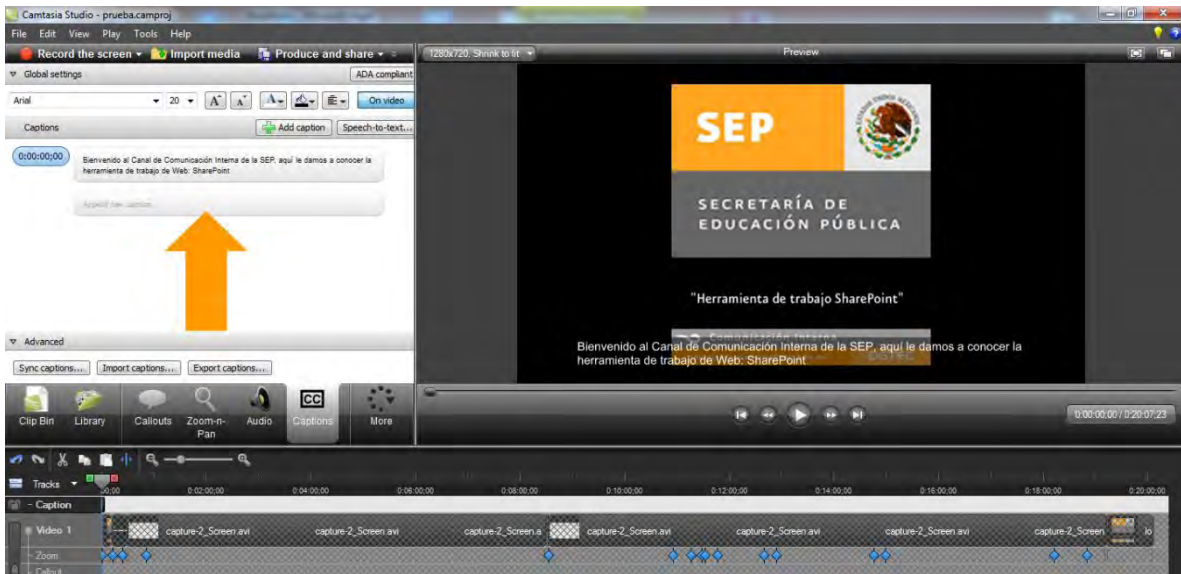 Camtasia Studio - prueba.camproj
File Edit View Play Tools Help
Record the screen Import media Produce and share
1280x720, Shrink to fit
Preview
Global settings
ADA compliant
Arial
20
A A
A
On video
Captions
Add caption
Speech-to-text...
0:00:00;00
Bienvenido al Canal de Comunicación Interna de la SEP, aquí le damos a conocer la
herramienta de trabajo de Web: SharePoint
SEP
SECRETARÍA DE
EDUCACIÓN PÚBLICA
"Herramienta de trabajo SharePoint"
Comunicación Interna
Bienvenido al Canal de Comunicación Interna de la SEP, aquí le damos a conocer la
herramienta de trabajo de Web: SharePoint
Advanced
Sync captions...
Import captions...
Export captions...
Clip Bin
Library
Callouts
Zoom-n-
Pan
Audio
CC
Captions
More
0:00:00;00 / 0:20:07;23
Tracks
0:02:00;00 0:04:00;00 0:06:00;00 0:08:00;00 0:10:00;00 0:12:00;00 0:14:00;00 0:16:00;00 0:18:00;00 0:20:00;00
- Caption
Video 1
capture-2_Screen.avi capture-2_Screen.avi capture-2_Screen.a capture-2_Screen.avi capture-2_Screen.avi capture-2_Screen.avi capture-2_Screen lo
Zoom
Callout